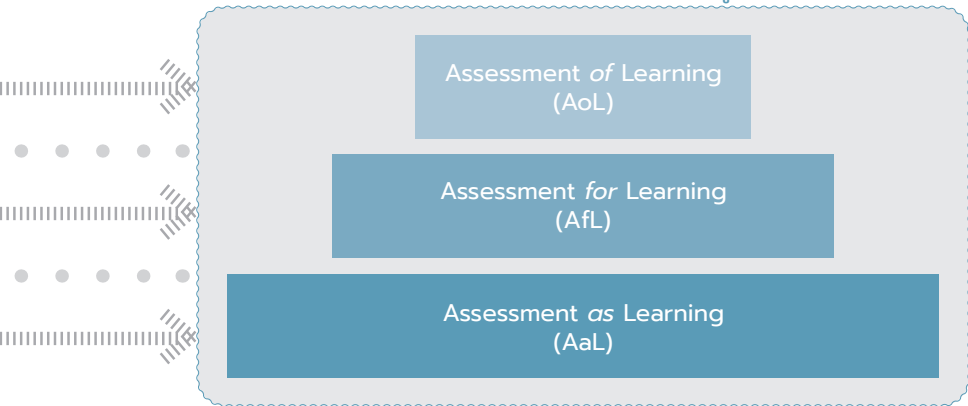 Assessment of Learning
(AoL)
Assessment for Learning
(AfL)
Assessment as Learning
(AaL)